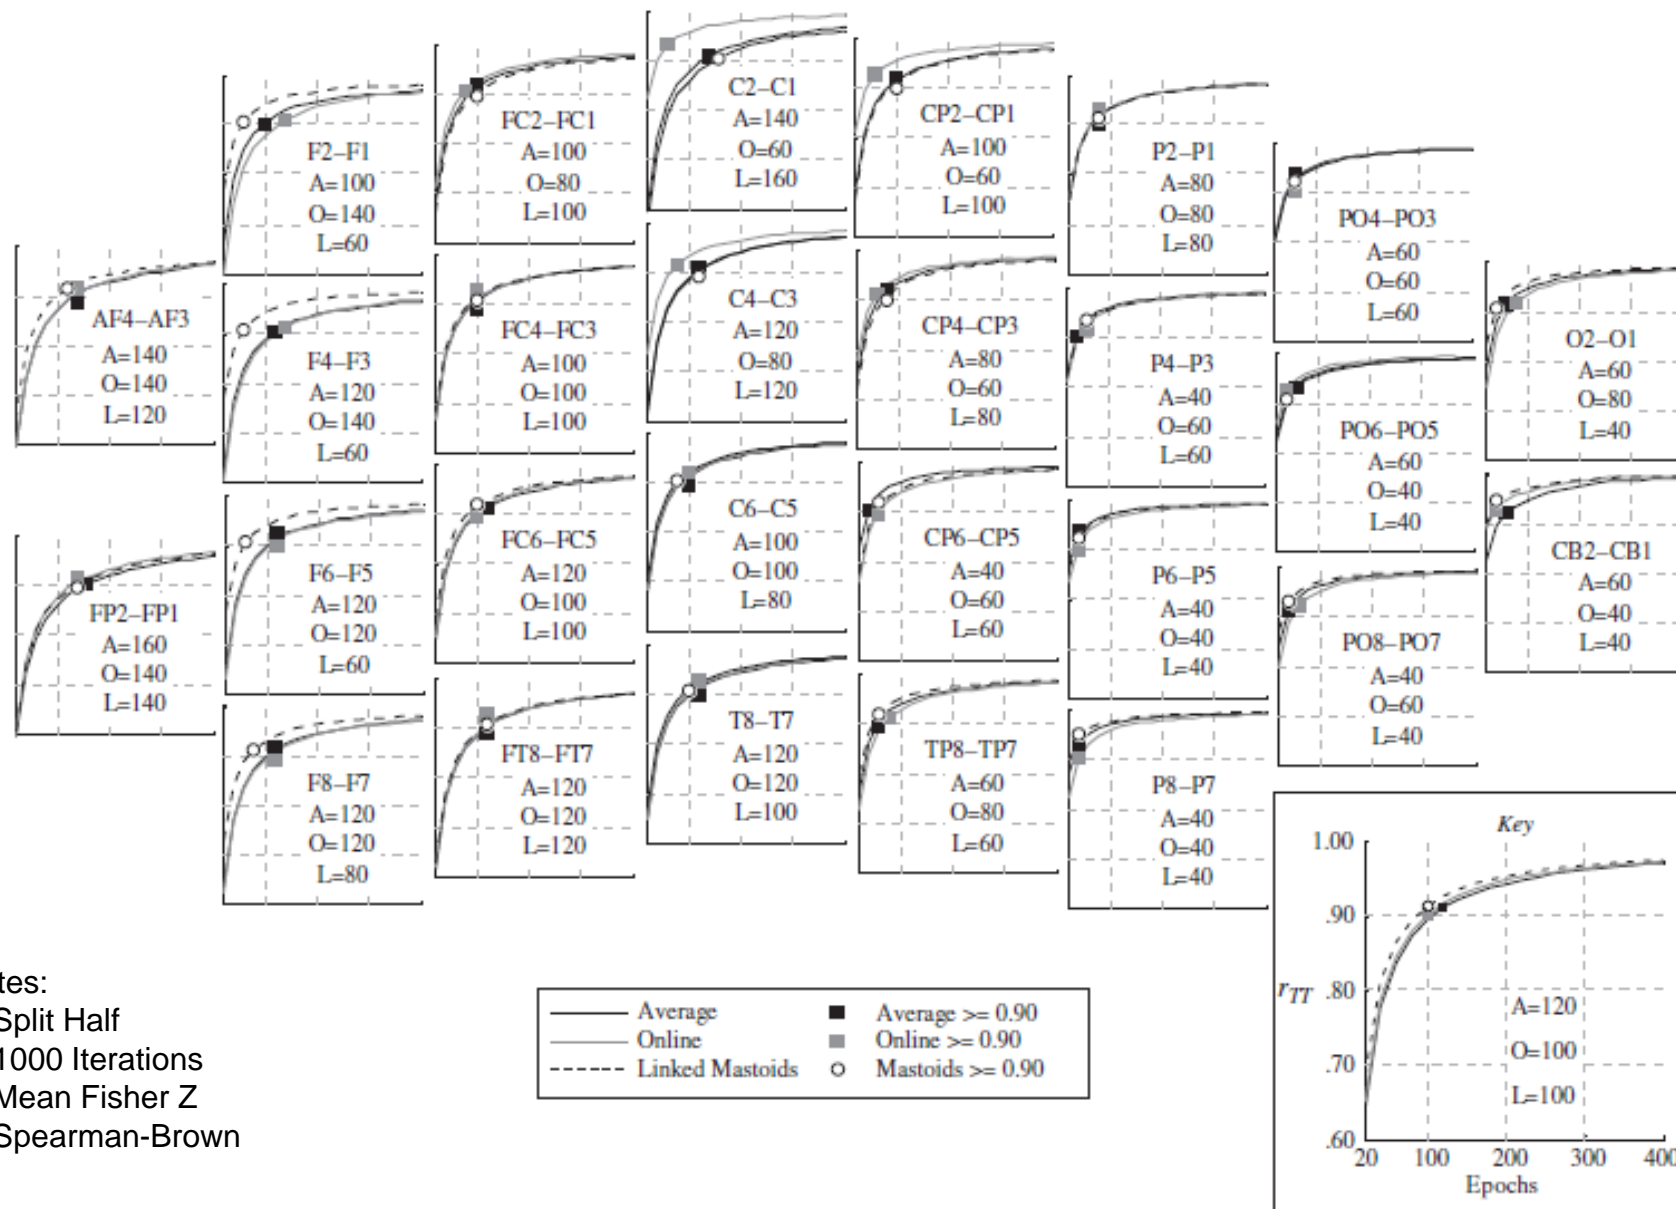 F2–F1
A=100
O=140
L=60
FC2–FC1
A=100
O=80
L=100
C2–C1
A=140
O=60
L=160
CP2–CP1
A=100
O=60
L=100
P2–P1
A=80
O=80
L=80
PO4–PO3
A=60
O=60
L=60
AF4–AF3
A=140
O=140
L=120
F4–F3
A=120
O=140
L=60
FC4–FC3
A=100
O=100
L=100
C4–C3
A=120
O=80
L=120
CP4–CP3
A=80
O=60
L=80
P4–P3
A=40
O=60
L=60
PO6–PO5
A=60
O=40
L=40
O2–O1
A=60
O=80
L=40
FP2–FP1
A=160
O=140
L=140
F6–F5
A=120
O=120
L=60
FC6–FC5
A=120
O=100
L=100
C6–C5
A=100
O=100
L=80
CP6–CP5
A=40
O=60
L=60
P6–P5
A=40
O=40
L=40
PO8–PO7
A=40
O=60
L=40
CB2–CB1
A=60
O=40
L=40
F8–F7
A=120
O=120
L=80
FT8–FT7
A=120
O=120
L=120
T8–T7
A=120
O=120
L=100
TP8–TP7
A=60
O=80
L=60
P8–P7
A=40
O=40
L=40
tes:
Split Half
1000 Iterations
Mean Fisher Z
Spearman-Brown
Average
Average >= 0.90
Online
Online >= 0.90
Linked Mastoids
Mastoids >= 0.90
Key
1.00
.90
rTT .80
.70
.60
A=120
O=100
L=100
20 100 200 300 400
Epochs